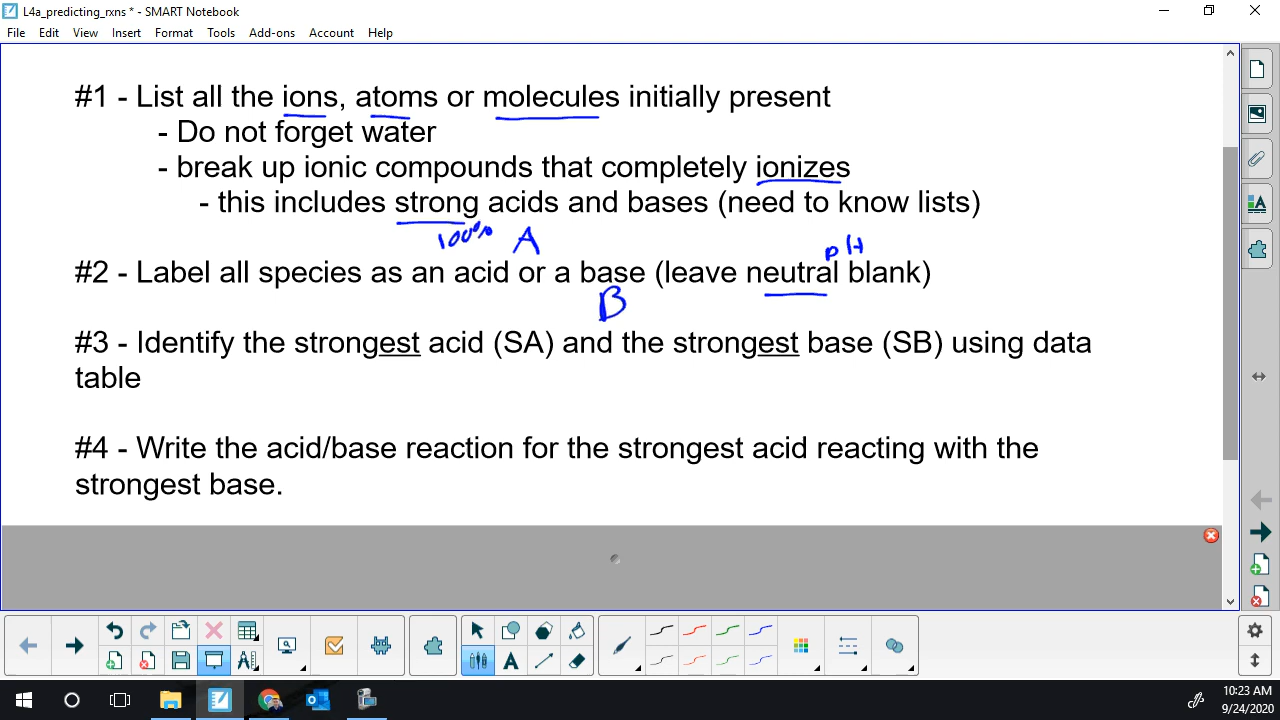 L4a_predicting_rxns * - SMART Notebook
File Edit View Insert Format Tools Add-ons Account Help
#1 - List all the ions, atoms or molecules initially present
- Do not forget water
- break up ionic compounds that completely ionizes
- this includes strong acids and bases (need to know lists)
100% A pH
#2 - Label all species as an acid or a base (leave neutral blank)
B
#3 - Identify the strongest acid (SA) and the strongest base (SB) using data
table
#4 - Write the acid/base reaction for the strongest acid reacting with the
strongest base.
10:23 AM
9/24/2020